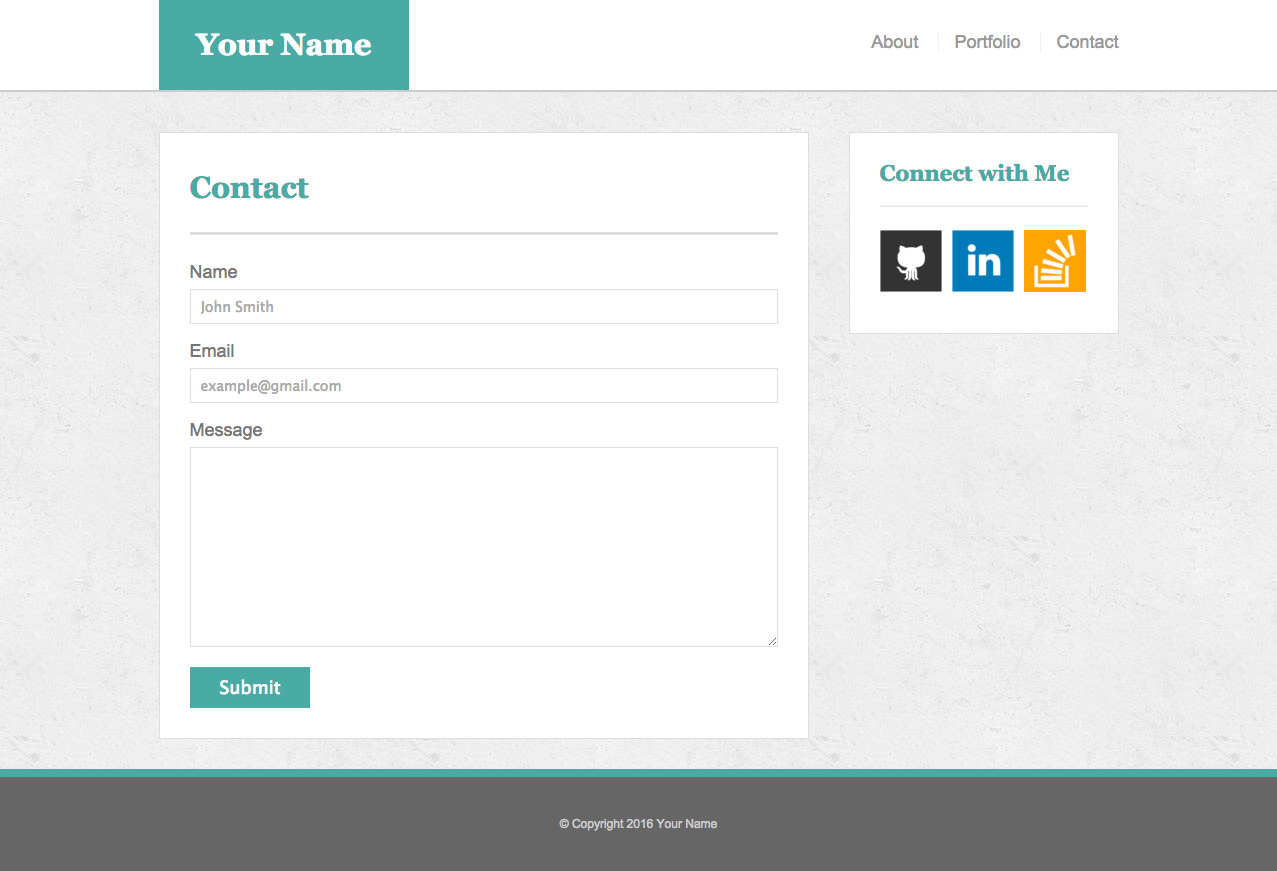 Your Name
About
Portfolio
Contact
Contact
Name
John Smith
Email
example@gmail.com
Message
Submit
Connect with Me
in
© Copyright 2016 Your Name